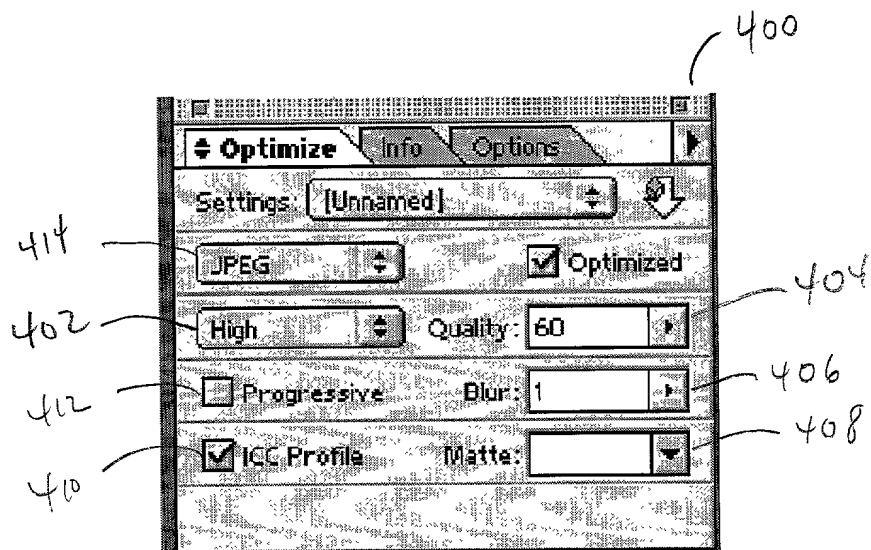 400
Optimize Info Options
Settings: [Unnamed]
414 JPEG Optimized
402 High Quality: 60 404
412 Progressive Blur: 1 406
410 ICC Profile Matte: 408